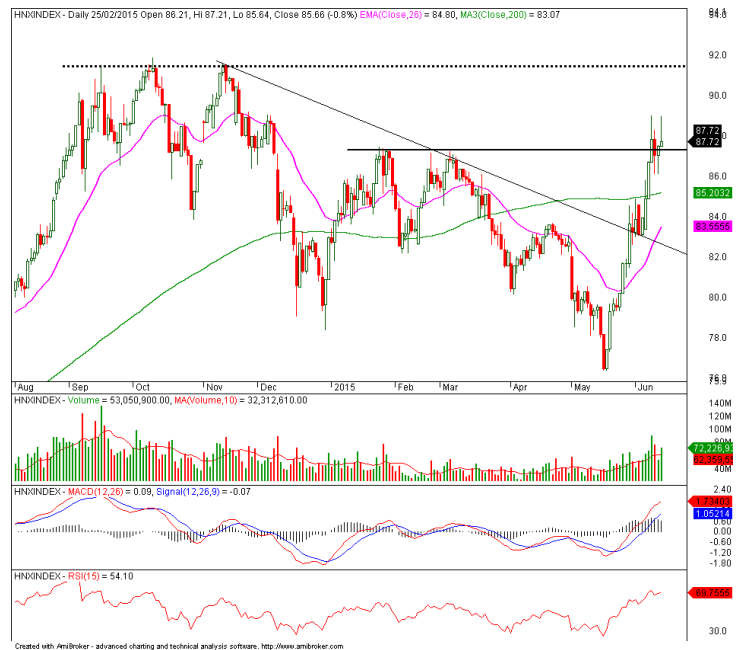 HNXINDEX - Daily 25/02/2015 Open 86.21, Hi 87.21, Lo 85.64, Close 85.66 (-0.8%) EMA(Close,26) = 84.80, MA3(Close,200) = 83.07
92.0
90.0
87.72
87.72
86.0
85.2032
84.0
83.5565
82.0
80.0
78.0
76.0
Aug Sep Oct Nov Dec 2015 Feb Mar Apr May Jun
HNXINDEX - Volume = 53,050,900.00, MA(Volume,10) = 32,312,610.00
140M
120M
100M
72,226,93
40M
HNXINDEX - MACD(12,26) = 0.09, Signal(12,26,9) = -0.07
2.40
1.73403
1.05214
0.60
0.00
-0.60
-1.20
-1.80
HNXINDEX - RSI(15) = 54.10
69.7555
30.0
Created with AmiBroker - advanced charting and technical analysis software. http://www.amibroker.com